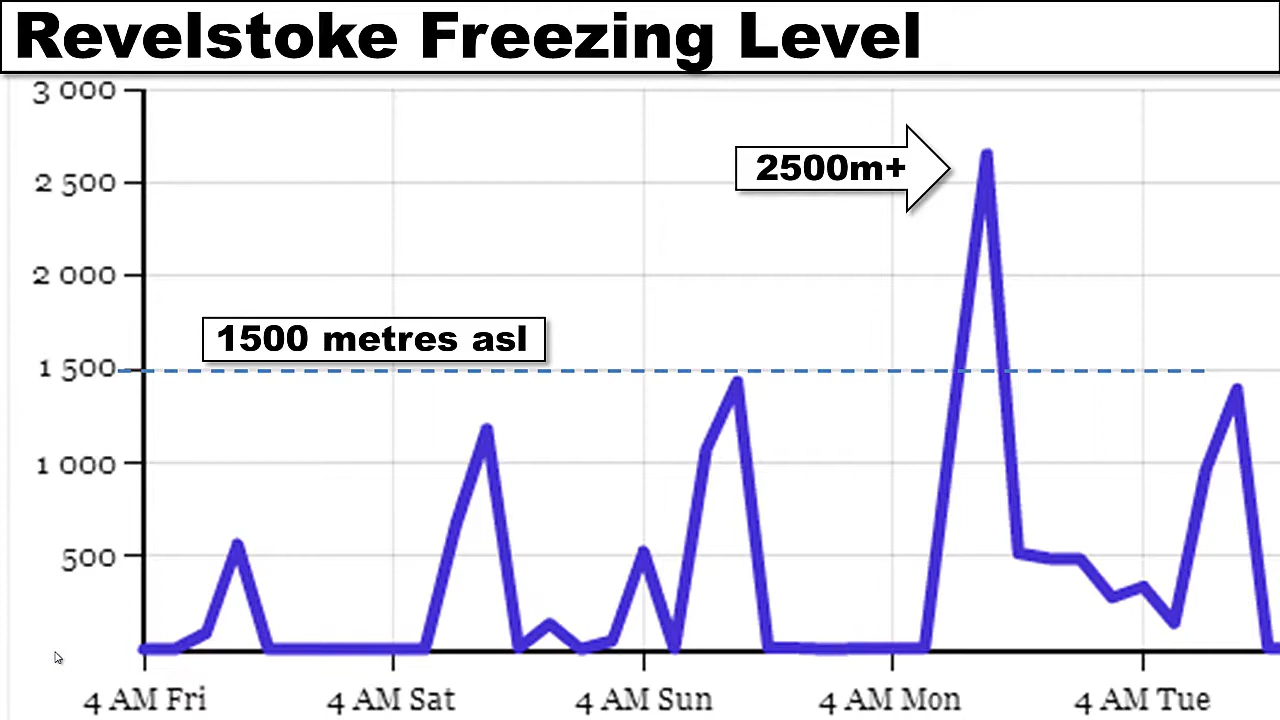 Revelstoke Freezing Level
3 000
2 500
2 000
1 500
1 000
500
2500m+
1500 metres asl
4 AM Fri
4 AM Sat
4 AM Sun
4 AM Mon
4 AM Tue